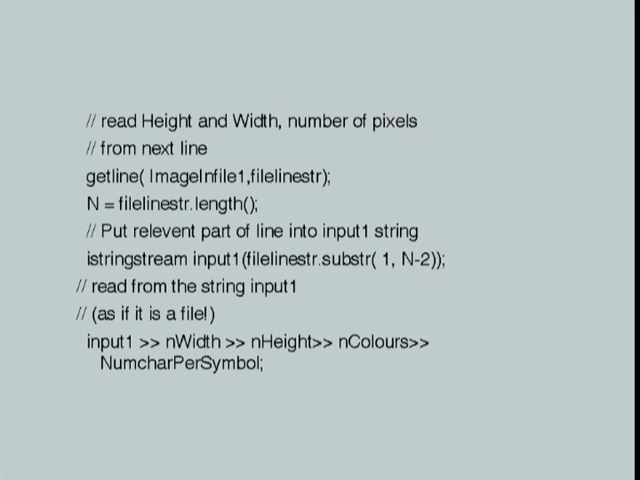 // read Height and Width, number of pixels
// from next line
getline( ImageInfile1,filelinestr);
N = filelinestr.length();
// Put relevent part of line into input1 string
istringstream input1(filelinestr.substr( 1, N-2));
// read from the string input1
// (as if it is a file!)
input1 >> nWidth >> nHeight>> nColours>>
NumcharPerSymbol;